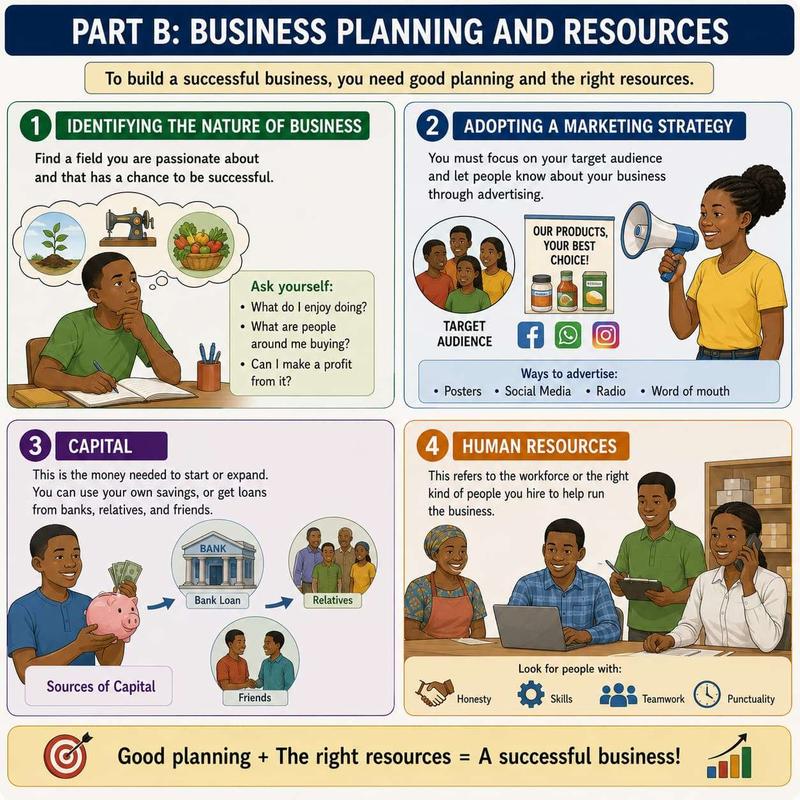 PART B: BUSINESS PLANNING AND RESOURCES
To build a successful business, you need good planning and the right resources.
1 IDENTIFYING THE NATURE OF BUSINESS
Find a field you are passionate about
and that has a chance to be successful.
Ask yourself:
• What do I enjoy doing?
• What are people
around me buying?
• Can I make a profit
from it?
2 ADOPTING A MARKETING STRATEGY
You must focus on your target audience
and let people know about your business
through advertising.
OUR PRODUCTS,
YOUR BEST
CHOICE!
TARGET
AUDIENCE
Ways to advertise:
• Posters • Social Media • Radio • Word of mouth
3 CAPITAL
This is the money needed to start or expand.
You can use your own savings, or get loans
from banks, relatives, and friends.
BANK
Bank Loan
Relatives
Friends
Sources of Capital
4 HUMAN RESOURCES
This refers to the workforce or the right
kind of people you hire to help run
the business.
Look for people with:
Honesty
Skills
Teamwork
Punctuality
Good planning + The right resources = A successful business!